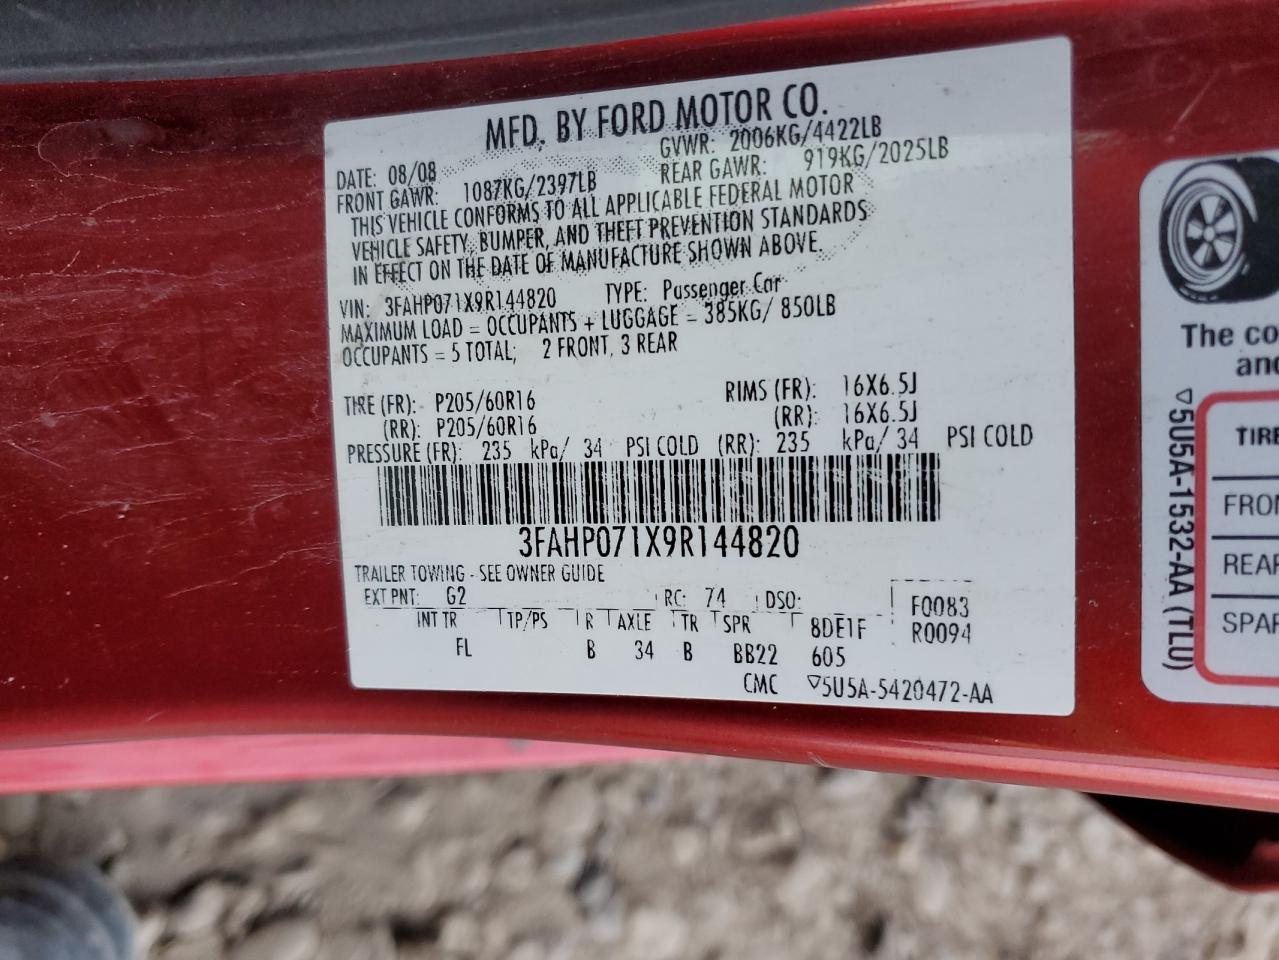 MFD. BY FORD MOTOR CO.
DATE: 08/08 GVWR: 2006KG/4422LB
FRONT GAWR: 1087KG/2397LB REAR GAWR: 919KG/2025LB
THIS VEHICLE CONFORMS TO ALL APPLICABLE FEDERAL MOTOR
VEHICLE SAFETY, BUMPER, AND THEFT PREVENTION STANDARDS
IN EFFECT ON THE DATE OF MANUFACTURE SHOWN ABOVE.
VIN: 3FAHP071X9R144820 TYPE: Passenger Car
MAXIMUM LOAD = OCCUPANTS + LUGGAGE = 385KG/ 850LB
OCCUPANTS = 5 TOTAL; 2 FRONT, 3 REAR
TIRE (FR): P205/60R16 RIMS (FR): 16X6.5J
(RR): P205/60R16 (RR): 16X6.5J
PRESSURE (FR): 235 kPa/ 34 PSI COLD (RR): 235 kPa/ 34 PSI COLD
3FAHP071X9R144820
TRAILER TOWING - SEE OWNER GUIDE
EXT PNT: G2 RC: 74 DSO: F0083
INT TR TP/PS R AXLE TR SPR 8DE1F R0094
FL B 34 B BB22 605
CMC ▽5U5A-5420472-AA
The co
and
▽5U5A-1532-AA (TLU)
TIRE
FRON
REAR
SPAR